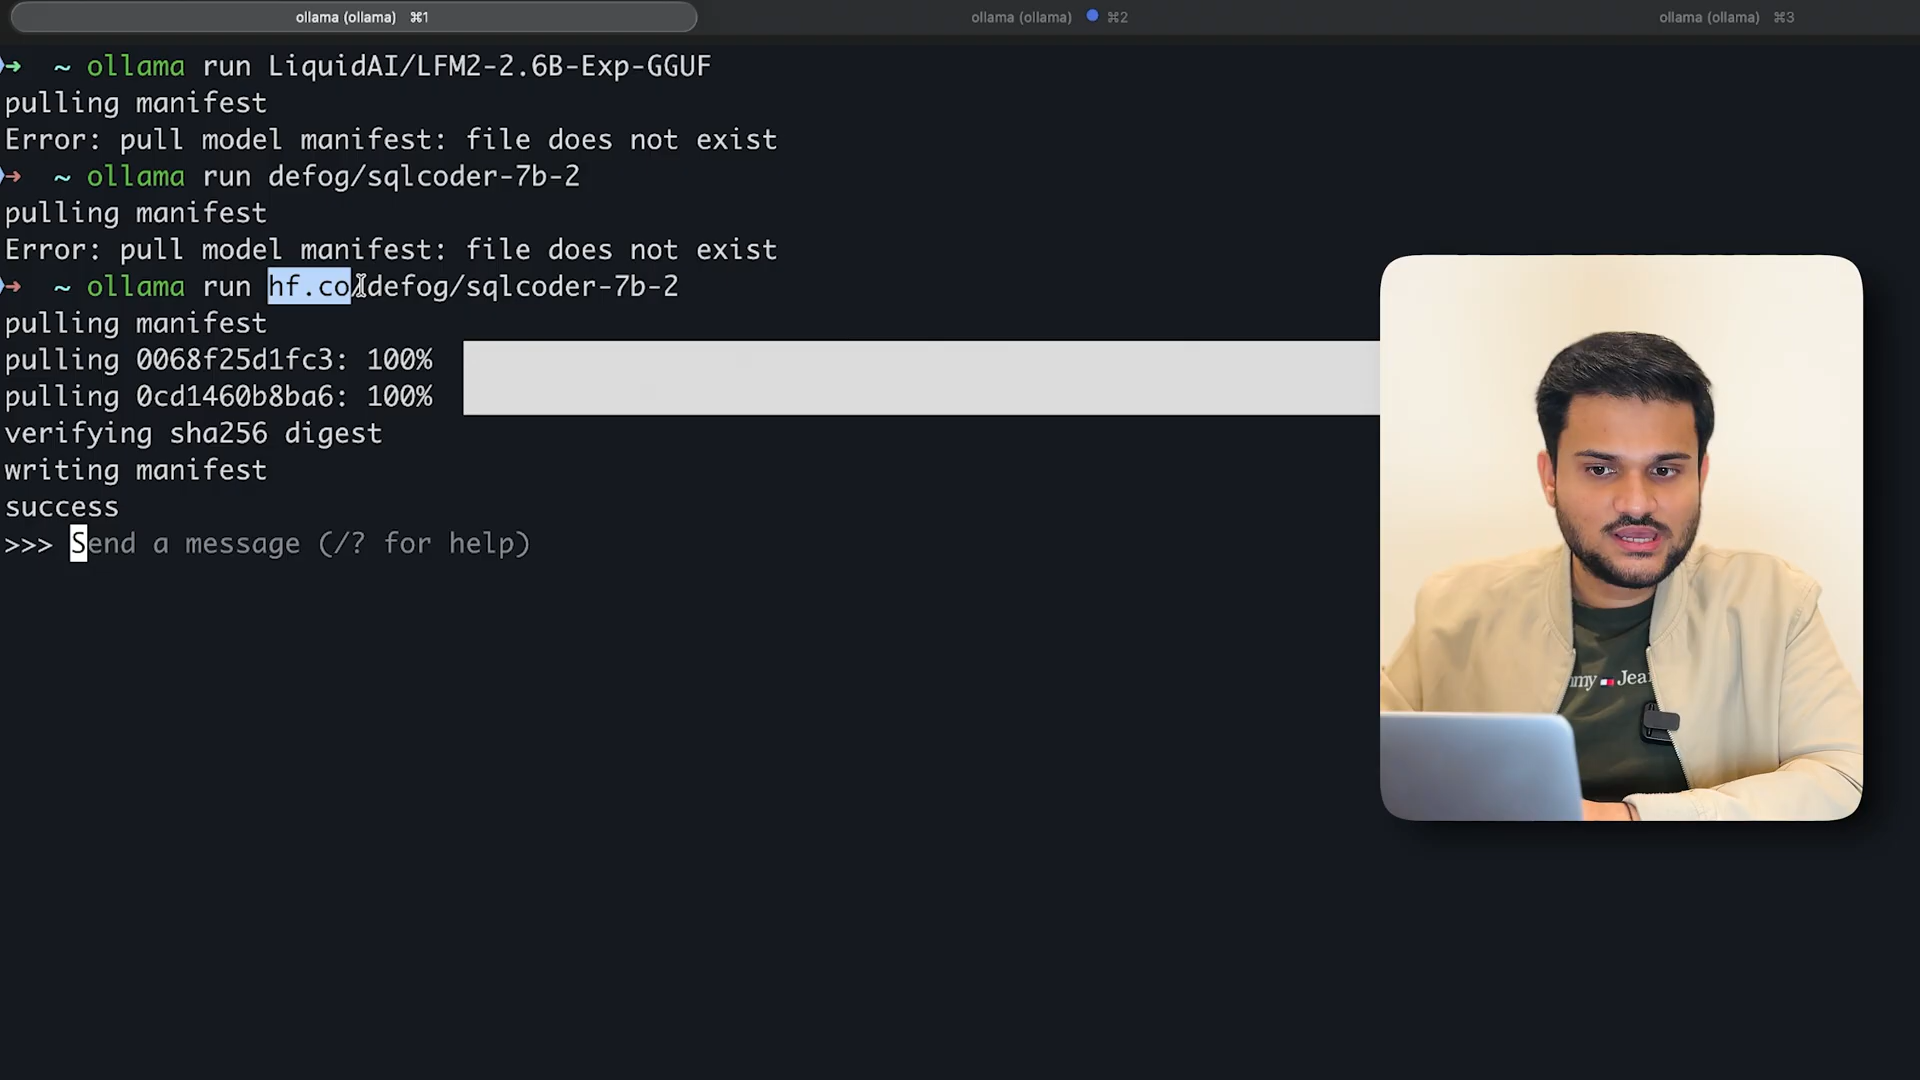 ollama (ollama) ⌘1
ollama (ollama) ⌘2
ollama (ollama) ⌘3
➜ ~ ollama run LiquidAI/LFM2-2.6B-Exp-GGUF
pulling manifest
Error: pull model manifest: file does not exist
➜ ~ ollama run defog/sqlcoder-7b-2
pulling manifest
Error: pull model manifest: file does not exist
➜ ~ ollama run hf.co/defog/sqlcoder-7b-2
pulling manifest
pulling 0068f25d1fc3: 100%
pulling 0cd1460b8ba6: 100%
verifying sha256 digest
writing manifest
success
>>> Send a message (/? for help)